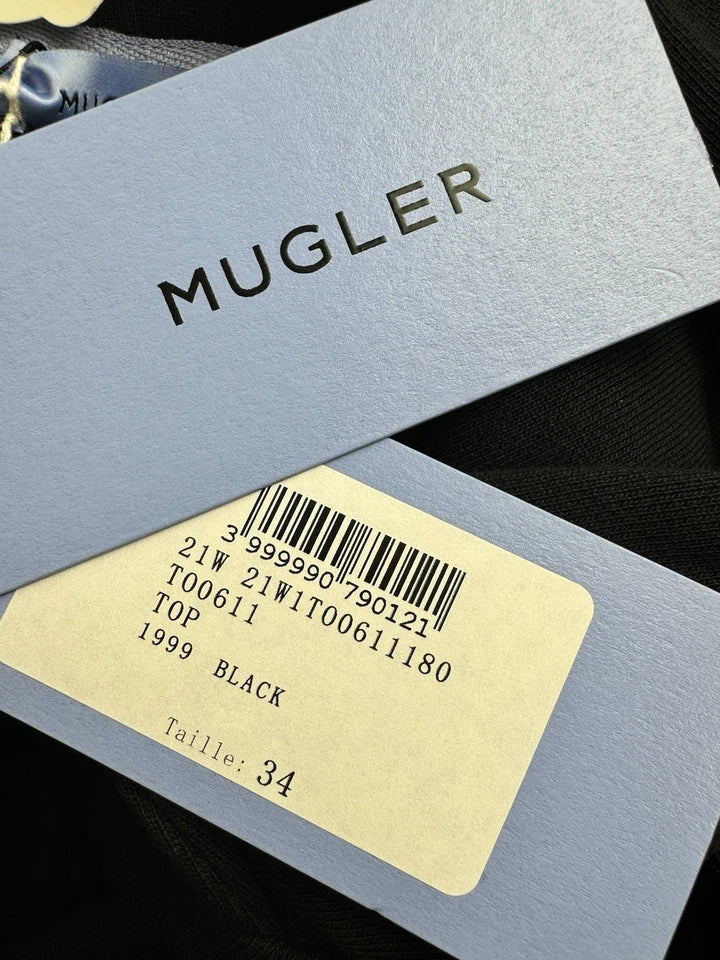 MUGLER
3 999990 790121
21W 21W1T00611180
T00611
TOP
1999 BLACK
Taille: 34